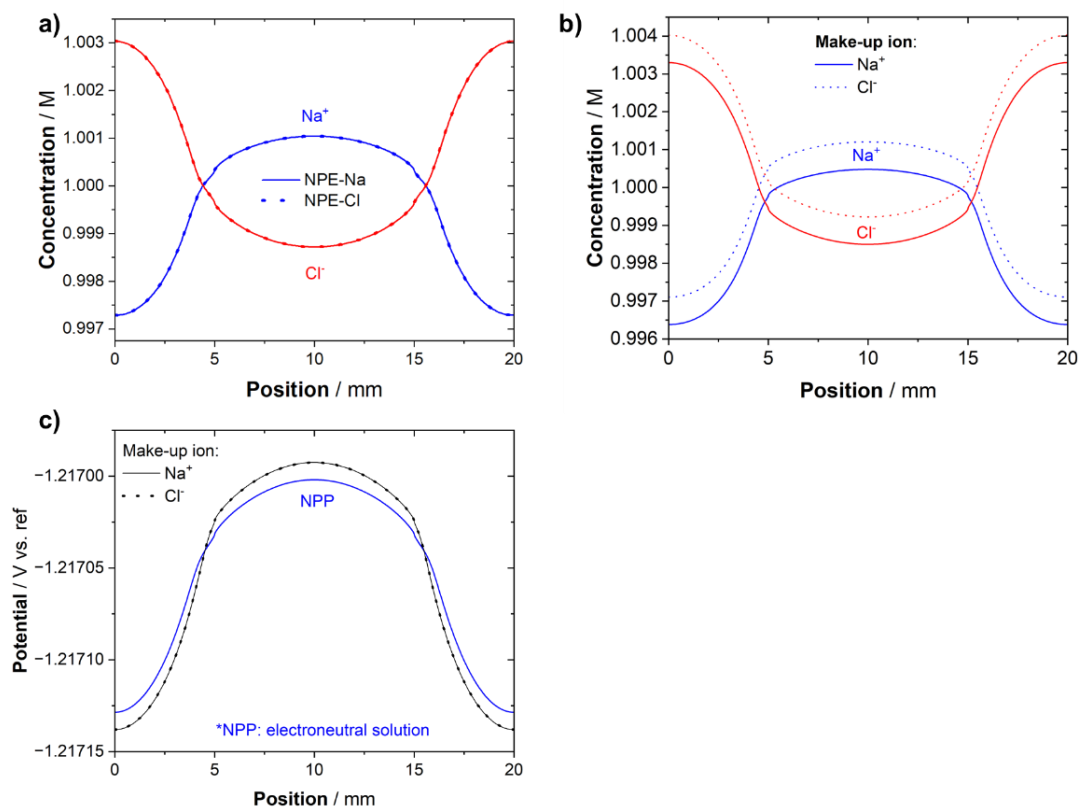 a)
1.003
1.002
1.001
1.000
0.999
0.998
0.997
Concentration / M
Na+
NPE-Na
NPE-Cl
Cl-
0 5 10 15 20
Position / mm
b)
1.004
1.003
1.002
1.001
1.000
0.999
0.998
0.997
0.996
Concentration / M
Make-up ion:
Na+
Cl-
Na+
Cl-
0 5 10 15 20
Position / mm
c)
−1.21700
−1.21705
−1.21710
−1.21715
Potential / V vs. ref
Make-up ion:
Na+
Cl-
NPP
*NPP: electroneutral solution
0 5 10 15 20
Position / mm